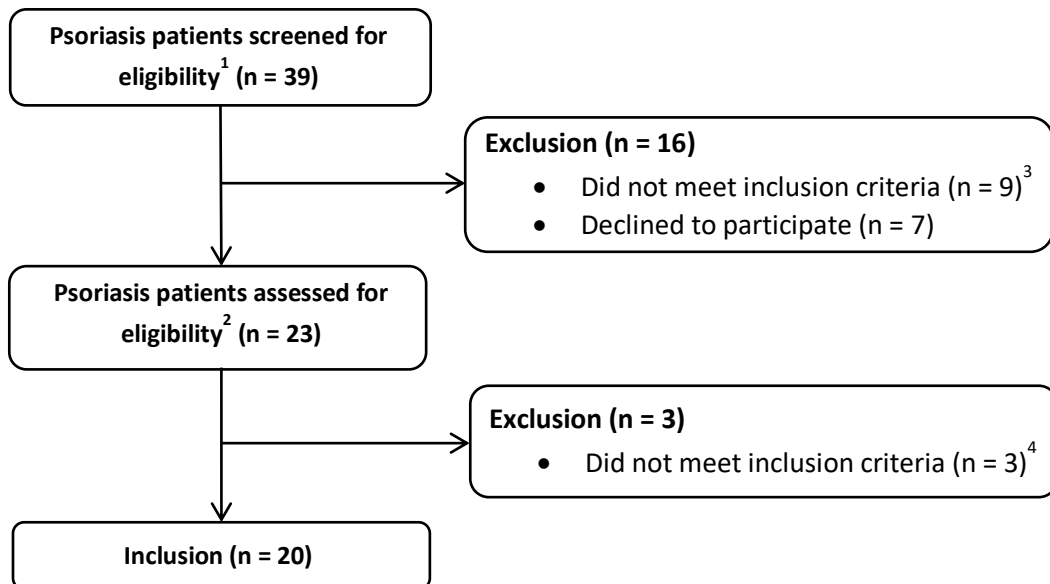 Psoriasis patients screened for
eligibility¹ (n = 39)
Exclusion (n = 16)
• Did not meet inclusion criteria (n = 9)³
• Declined to participate (n = 7)
Psoriasis patients assessed for
eligibility² (n = 23)
Exclusion (n = 3)
• Did not meet inclusion criteria (n = 3)⁴
Inclusion (n = 20)